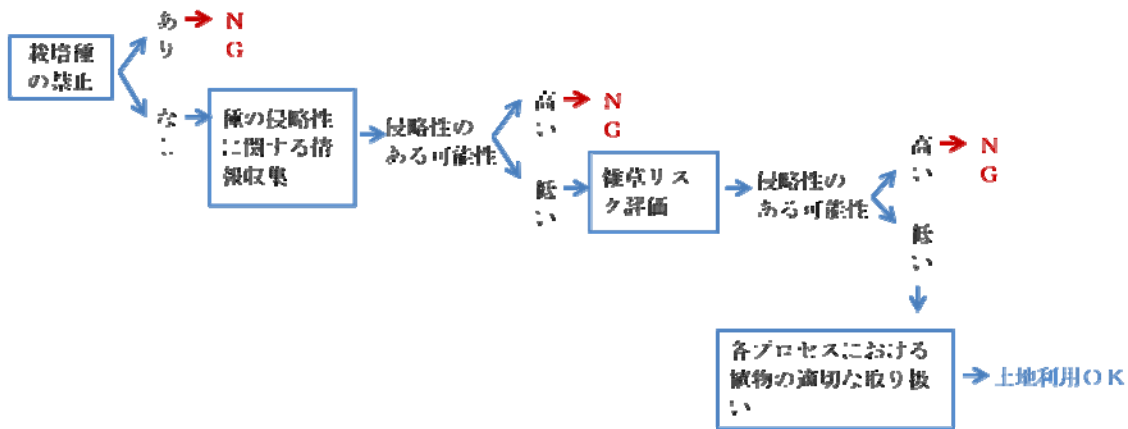 栽培種
の禁止
あり
NG
なし
種の侵略性
に関する情
報収集
侵略性の
ある可能性
高い
NG
低い
雑草リス
ク評価
侵略性の
ある可能性
高い
NG
低い
各プロセスにおける
植物の適切な取り扱
い
土地利用OK